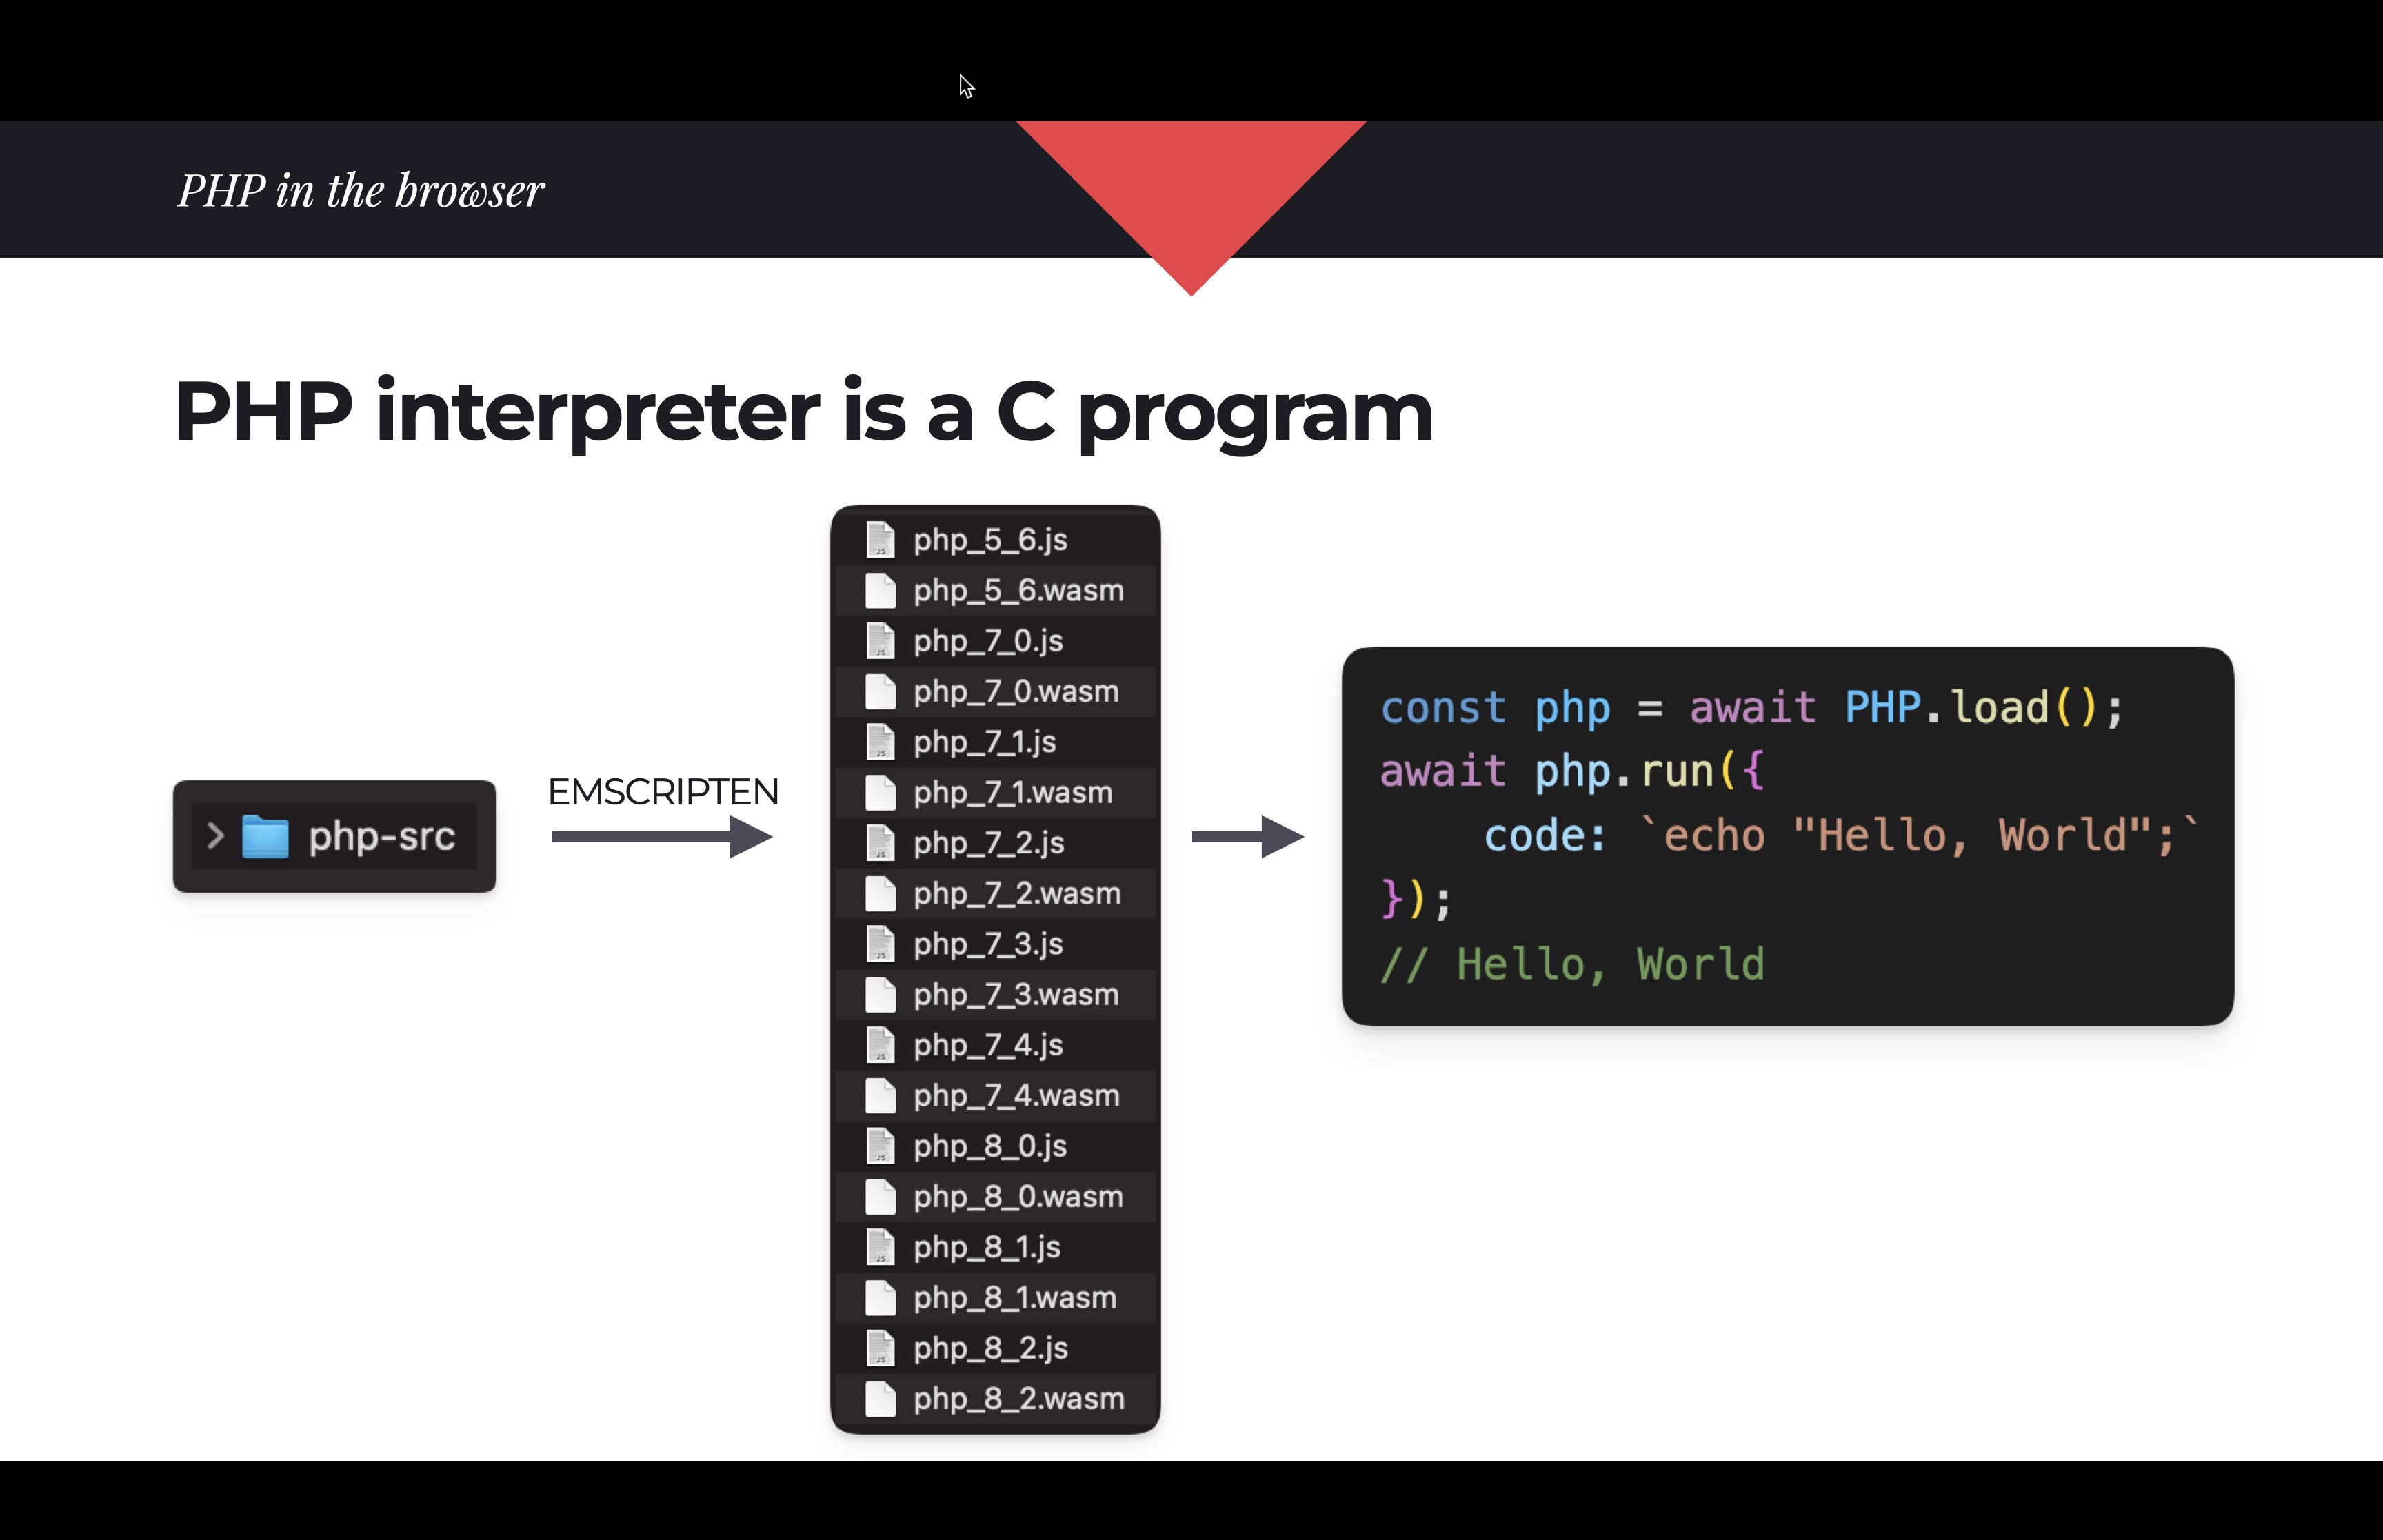 PHP in the browser
PHP interpreter is a C program
php-src
EMSCRIPTEN
php_5_6.js
php_5_6.wasm
php_7_0.js
php_7_0.wasm
php_7_1.js
php_7_1.wasm
php_7_2.js
php_7_2.wasm
php_7_3.js
php_7_3.wasm
php_7_4.js
php_7_4.wasm
php_8_0.js
php_8_0.wasm
php_8_1.js
php_8_1.wasm
php_8_2.js
php_8_2.wasm
const php = await PHP.load();
await php.run({
    code: `echo "Hello, World";`
});
// Hello, World